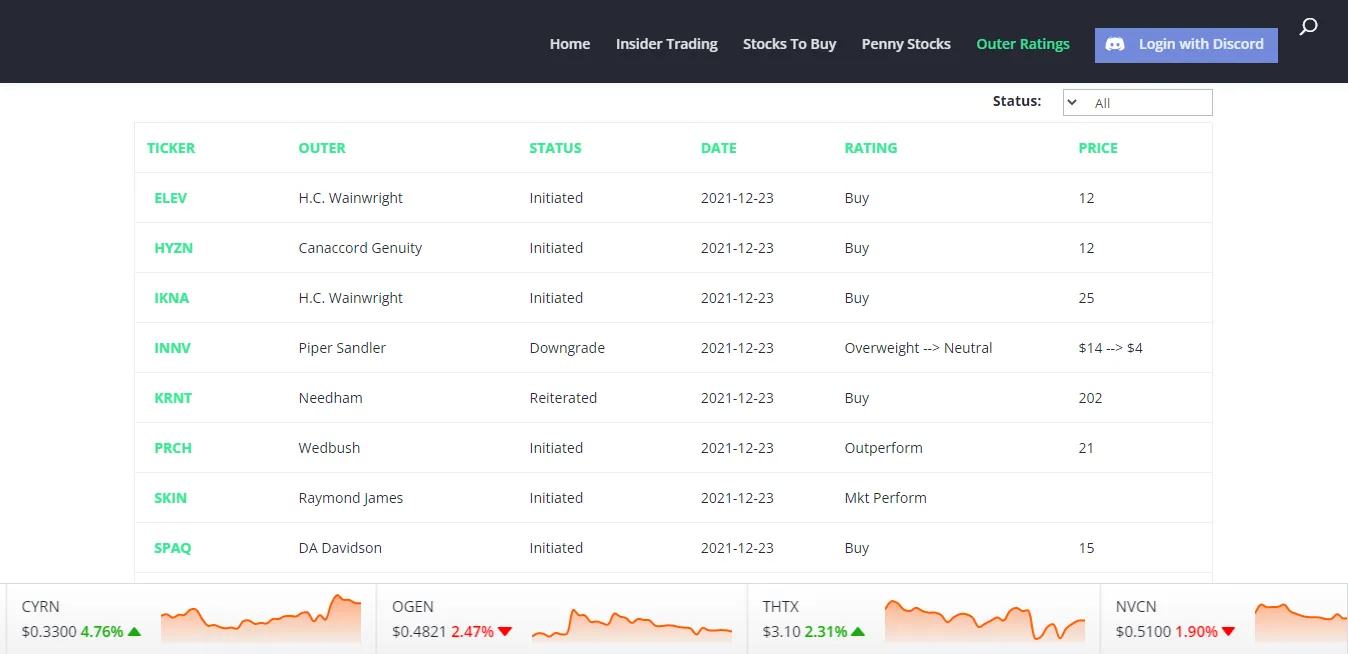 Home Insider Trading Stocks To Buy Penny Stocks Outer Ratings Login with Discord
Status: All
TICKER OUTER STATUS DATE RATING PRICE
ELEV H.C. Wainwright Initiated 2021-12-23 Buy 12
HYZN Canaccord Genuity Initiated 2021-12-23 Buy 12
IKNA H.C. Wainwright Initiated 2021-12-23 Buy 25
INNV Piper Sandler Downgrade 2021-12-23 Overweight --> Neutral $14 --> $4
KRNT Needham Reiterated 2021-12-23 Buy 202
PRCH Wedbush Initiated 2021-12-23 Outperform 21
SKIN Raymond James Initiated 2021-12-23 Mkt Perform
SPAQ DA Davidson Initiated 2021-12-23 Buy 15
CYRN OGEN THTX NVCN
$0.3300 4.76% $0.4821 2.47% $3.10 2.31% $0.5100 1.90%